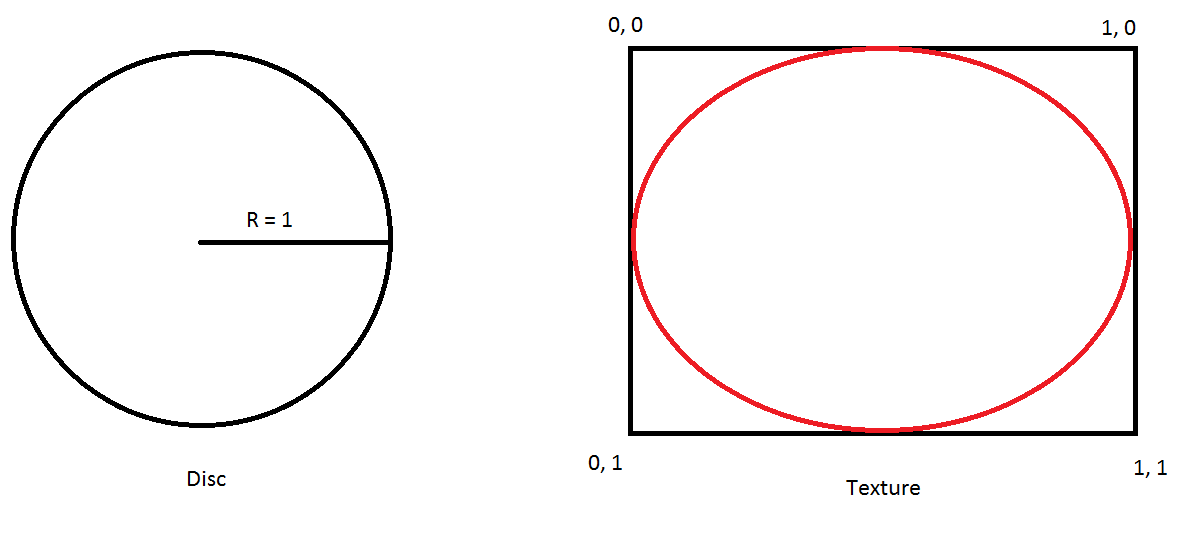 0, 0
1, 0
R = 1
0, 1
1, 1
Disc
Texture